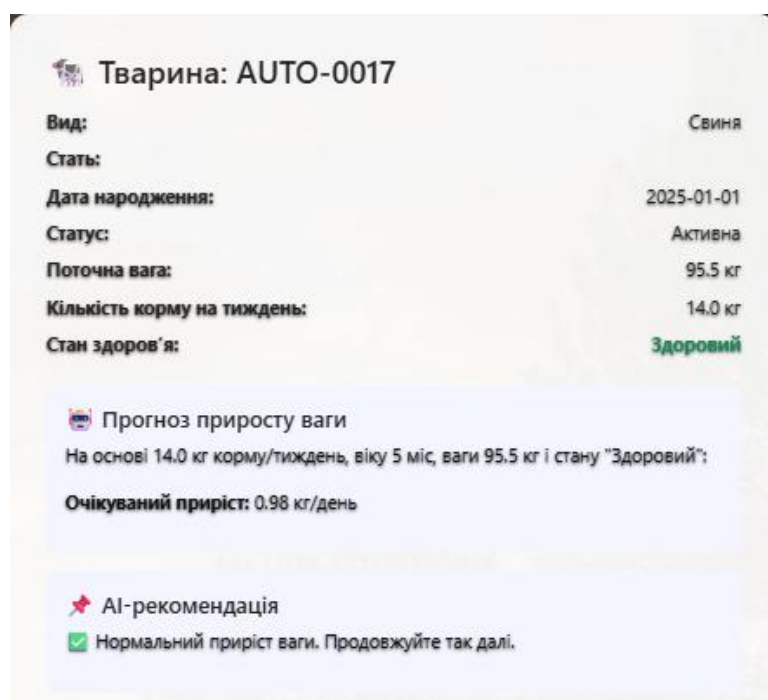 Тварина: AUTO-0017
Вид: Свиня
Стать:
Дата народження: 2025-01-01
Статус: Активна
Поточна вага: 95.5 кг
Кількість корму на тиждень: 14.0 кг
Стан здоров'я: Здоровий
Прогноз приросту ваги
На основі 14.0 кг корму/тиждень, віку 5 міс, ваги 95.5 кг і стану "Здоровий":
Очікуваний приріст: 0.98 кг/день
AI-рекомендація
Нормальний приріст ваги. Продовжуйте так далі.